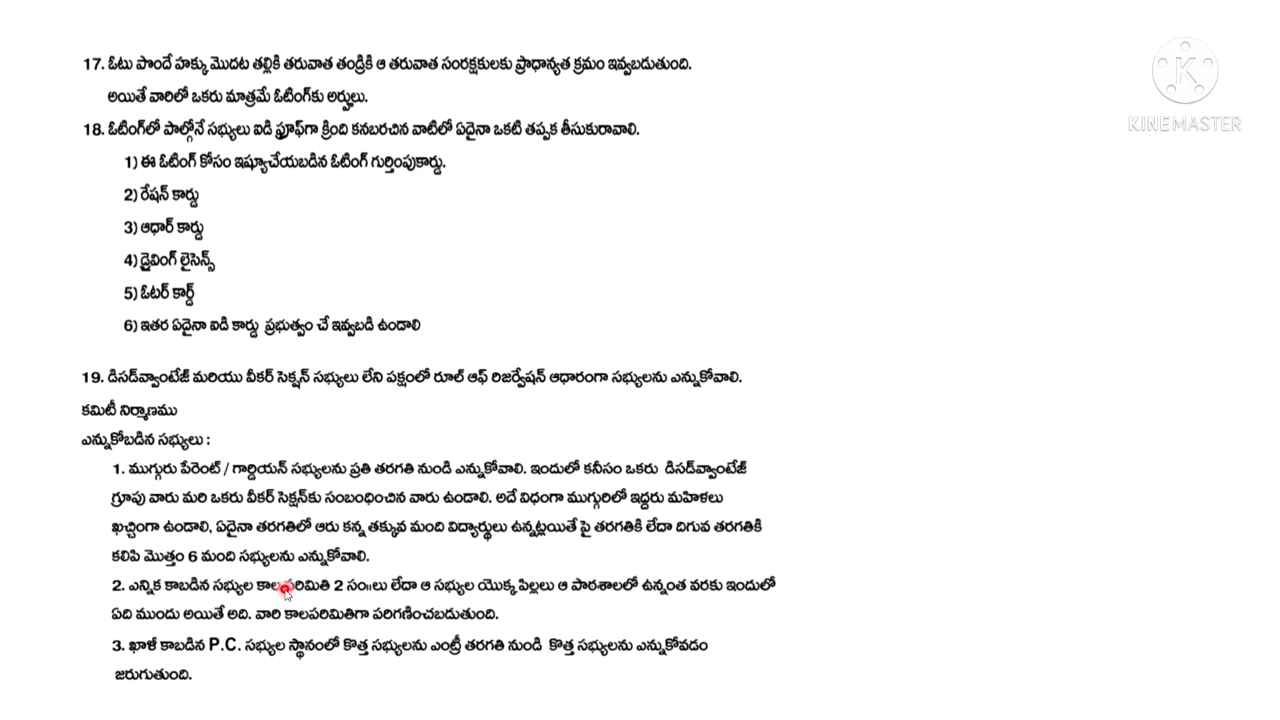 17. ఓటు పొందే హక్కు మొదట తల్లికి తరువాత తండ్రికి ఆ తరువాత సంరక్షకులకు ప్రాధాన్యత క్రమం ఇవ్వబడుతుంది.
అయితే వారిలో ఒకరు మాత్రమే ఓటింగ్‌కు అర్హులు.
18. ఓటింగ్‌లో పాల్గోనే సభ్యులు ఐడి ఫ్రూఫ్‌గా క్రింది కనబరచిన వాటిలో ఏదైనా ఒకటి తప్పక తీసుకురావాలి.
1) ఈ ఓటింగ్ కోసం ఇష్యూచేయబడిన ఓటింగ్ గుర్తింపుకార్డు.
2) రేషన్ కార్డు
3) ఆధార్ కార్డు
4) డ్రైవింగ్ లైసెన్స్
5) ఓటర్ కార్డ్
6) ఇతర ఏదైనా ఐడి కార్డు ప్రభుత్వం చే ఇవ్వబడి ఉండాలి
19. డిసడ్‌వ్వాంటేజ్ మరియు వీకర్ సెక్షన్ సభ్యులు లేని పక్షంలో రూల్ ఆఫ్ రిజర్వేషన్ ఆధారంగా సభ్యులను ఎన్నుకోవాలి.
కమిటీ నిర్మాణము
ఎన్నుకోబడిన సభ్యులు :
1. ముగ్గురు పేరెంట్ / గార్డియన్ సభ్యులను ప్రతి తరగతి నుండి ఎన్నుకోవాలి. ఇందులో కనీసం ఒకరు డిసడ్‌వ్వాంటేజ్
గ్రూపు వారు మరి ఒకరు వీకర్ సెక్షన్‌కు సంబంధించిన వారు ఉండాలి. అదే విధంగా ముగ్గురిలో ఇద్దరు మహిళలు
ఖచ్చింగా ఉండాలి, ఏదైనా తరగతిలో ఆరు కన్న తక్కువ మంది విద్యార్థులు ఉన్నట్లయితే పై తరగతికి లేదా దిగువ తరగతికి
కలిపి మొత్తం 6 మంది సభ్యులను ఎన్నుకోవాలి.
2. ఎన్నిక కాబడిన సభ్యుల కాలపరిమితి 2 సం॥లు లేదా ఆ సభ్యుల యొక్క పిల్లలు ఆ పాఠశాలలో ఉన్నంత వరకు ఇందులో
ఏది ముందు అయితే అది. వారి కాలపరిమితిగా పరిగణించబడుతుంది.
3. ఖాళీ కాబడిన P.C. సభ్యుల స్థానంలో కొత్త సభ్యులను ఎంట్రీ తరగతి నుండి కొత్త సభ్యులను ఎన్నుకోవడం
జరుగుతుంది.
K
KINEMASTER